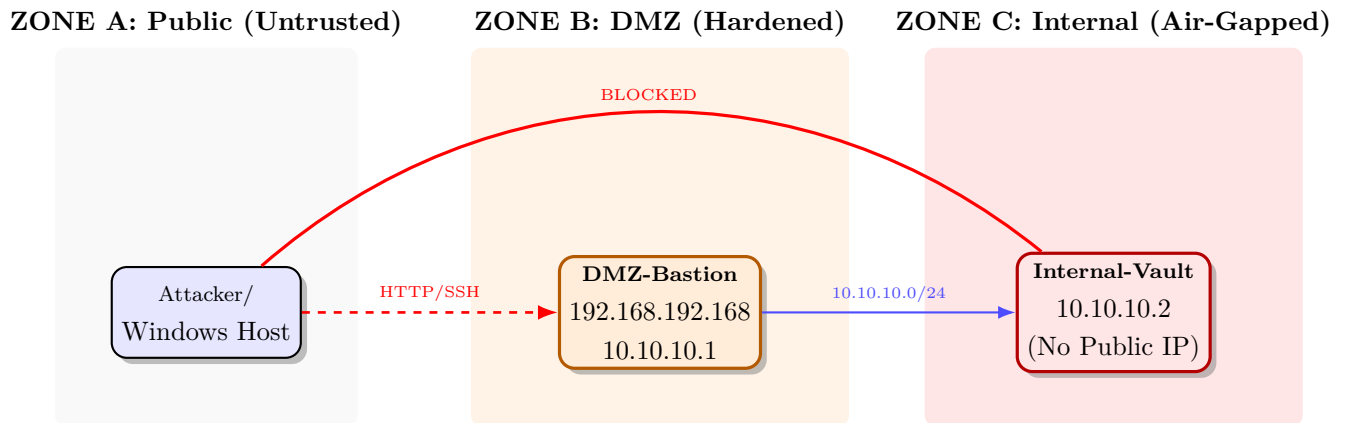 ZONE A: Public (Untrusted)
ZONE B: DMZ (Hardened)
ZONE C: Internal (Air-Gapped)
BLOCKED
Attacker/
Windows Host
HTTP/SSH
DMZ-Bastion
192.168.192.168
10.10.10.1
10.10.10.0/24
Internal-Vault
10.10.10.2
(No Public IP)